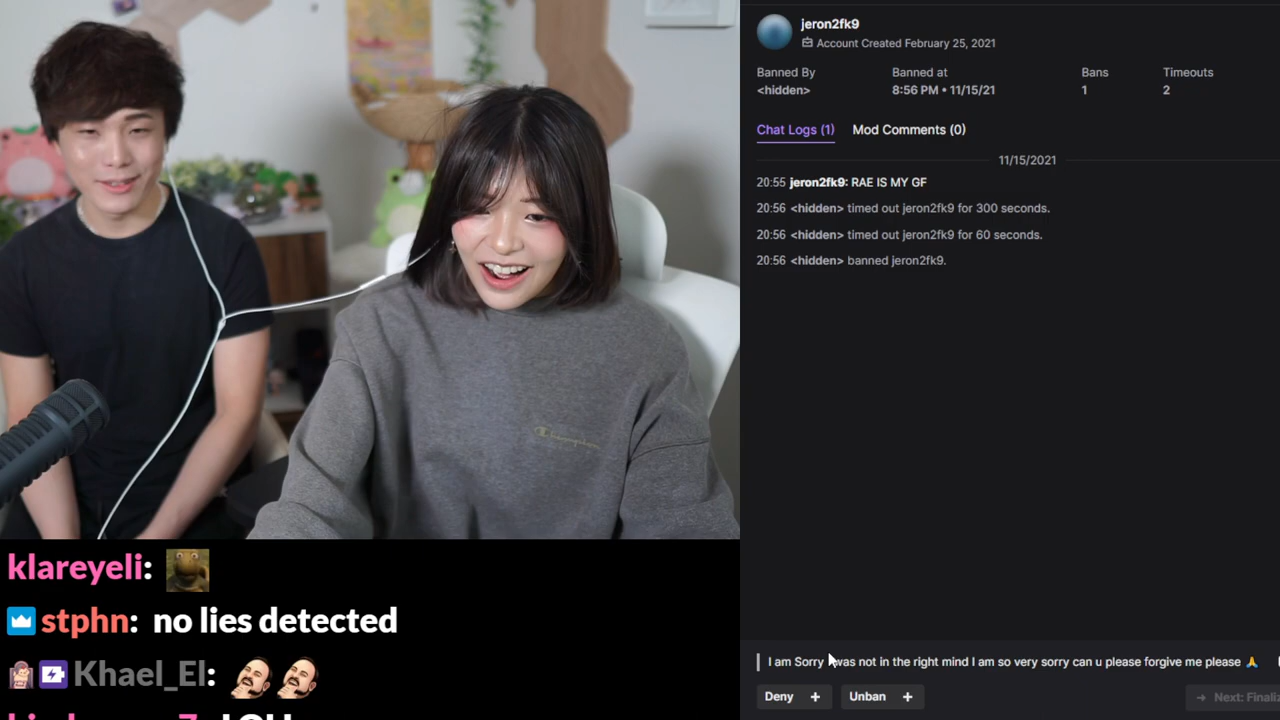 jeron2fk9
Account Created February 25, 2021
Banned By
<hidden>
Banned at
8:56 PM • 11/15/21
Bans
1
Timeouts
2
Chat Logs (1)
Mod Comments (0)
11/15/2021
20:55 jeron2fk9: RAE IS MY GF
20:56 <hidden> timed out jeron2fk9 for 300 seconds.
20:56 <hidden> timed out jeron2fk9 for 60 seconds.
20:56 <hidden> banned jeron2fk9.
I am Sorry I was not in the right mind I am so very sorry can u please forgive me please 🙏
Deny +
Unban +
→ Next: Finali
Champion
klareyeli:
stphn: no lies detected
Khael_El: